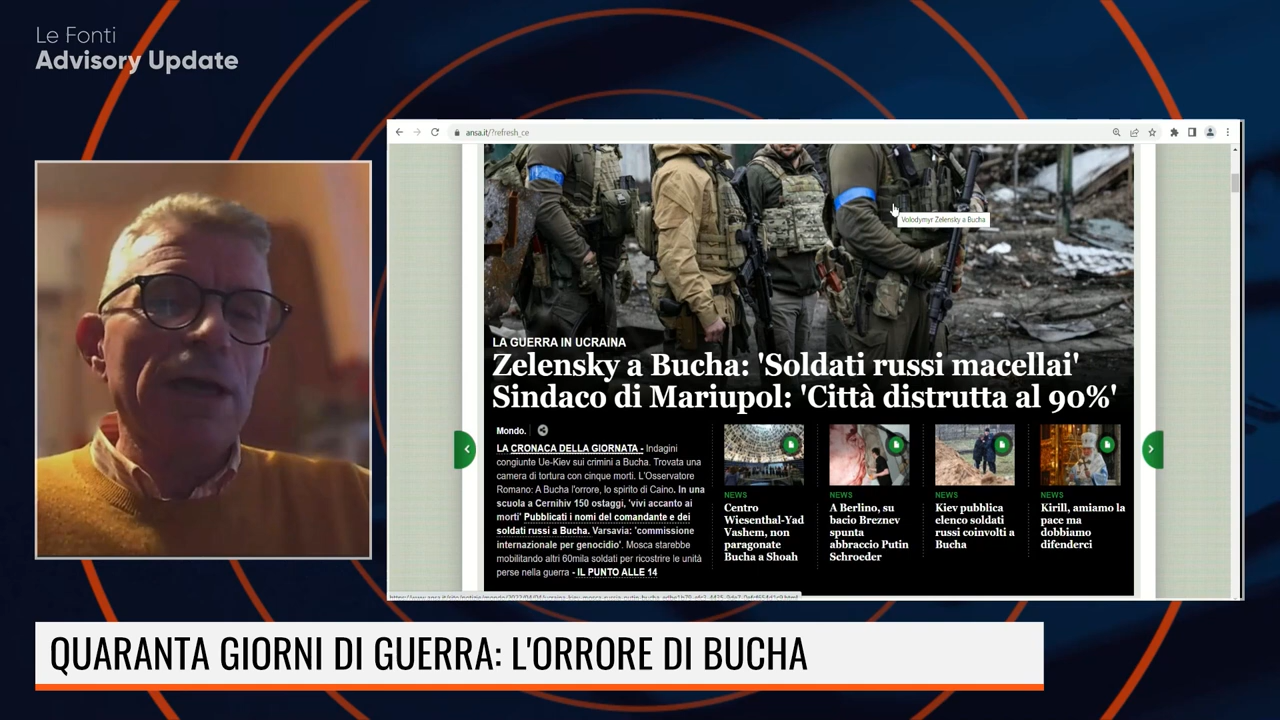 Le Fonti
Advisory Update
ansa.it/?refresh_ce
Volodymyr Zelensky a Bucha
LA GUERRA IN UCRAINA
Zelensky a Bucha: 'Soldati russi macellai'
Sindaco di Mariupol: 'Città distrutta al 90%'
Mondo.
LA CRONACA DELLA GIORNATA - Indagini
congiunte Ue-Kiev sui crimini a Bucha. Trovata una
camera di tortura con cinque morti. L'Osservatore
Romano: A Bucha l'orrore, lo spirito di Caino. In una
scuola a Cernihiv 150 ostaggi, 'vivi accanto ai
morti' Pubblicati i nomi del comandante e dei
soldati russi a Bucha. Varsavia: 'commissione
internazionale per genocidio'. Mosca starebbe
mobilitando altri 60mila soldati per ricostrire le unità
perse nella guerra - IL PUNTO ALLE 14
NEWS
Centro
Wiesenthal-Yad
Vashem, non
paragonate
Bucha a Shoah
NEWS
A Berlino, su
bacio Breznev
spunta
abbraccio Putin
Schroeder
NEWS
Kiev pubblica
elenco soldati
russi coinvolti a
Bucha
NEWS
Kirill, amiamo la
pace ma
dobbiamo
difenderci
QUARANTA GIORNI DI GUERRA: L'ORRORE DI BUCHA